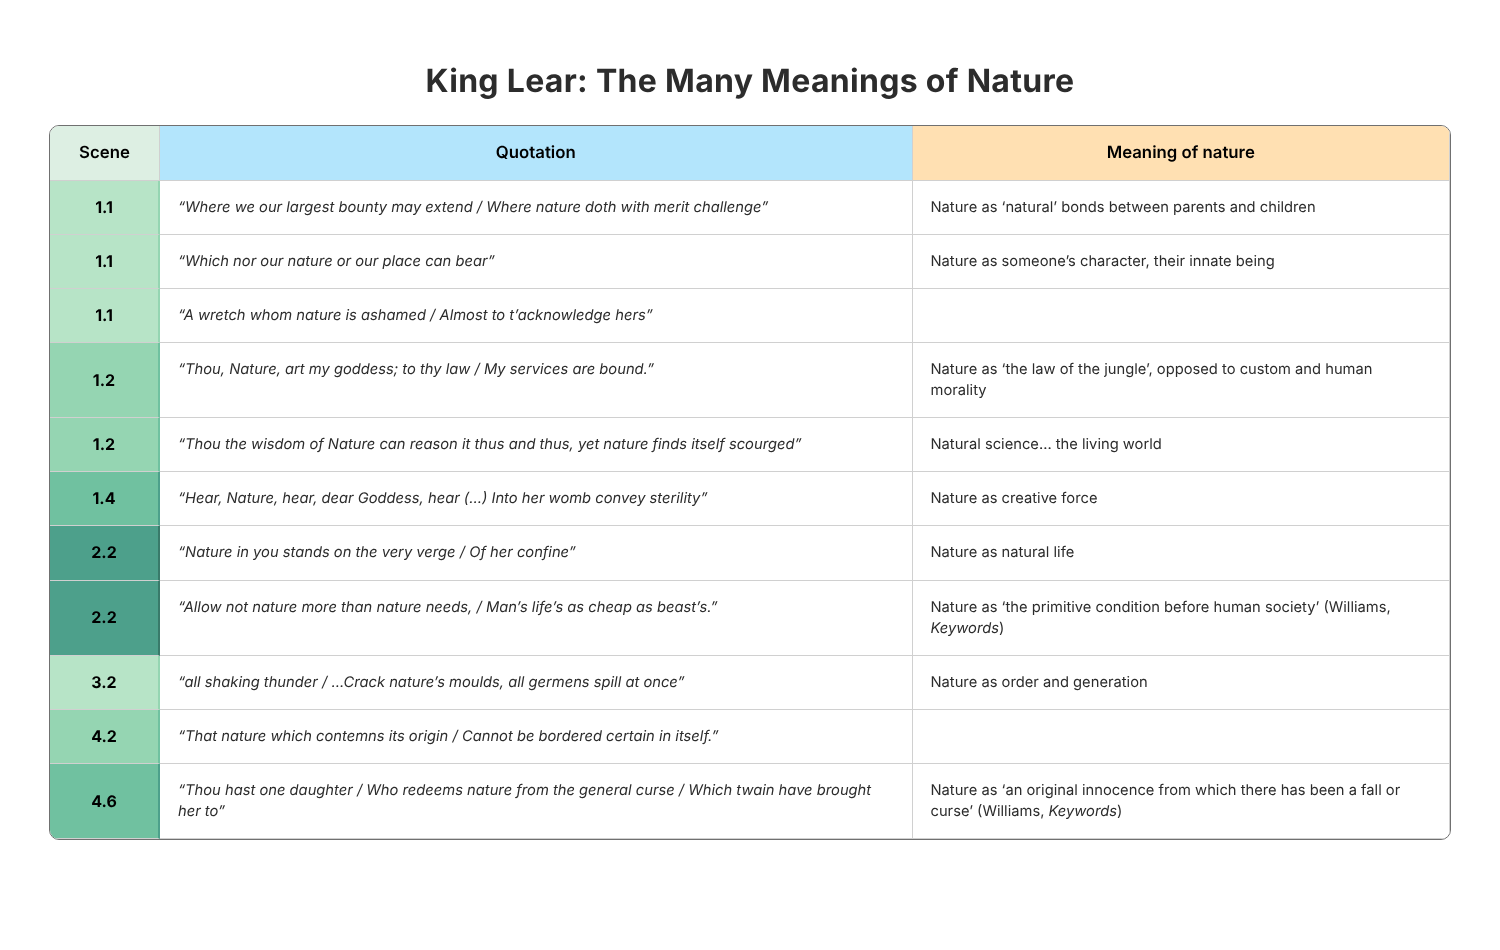 King Lear: The Many Meanings of Nature
Scene Quotation Meaning of nature
1.1 “Where we our largest bounty may extend / Where nature doth with merit challenge” Nature as ‘natural’ bonds between parents and children
1.1 “Which nor our nature or our place can bear” Nature as someone’s character, their innate being
1.1 “A wretch whom nature is ashamed / Almost to t’acknowledge hers”
1.2 “Thou, Nature, art my goddess; to thy law / My services are bound.” Nature as ‘the law of the jungle’, opposed to custom and human
morality
1.2 “Thou the wisdom of Nature can reason it thus and thus, yet nature finds itself scourged” Natural science... the living world
1.4 “Hear, Nature, hear, dear Goddess, hear (...) Into her womb convey sterility” Nature as creative force
2.2 “Nature in you stands on the very verge / Of her confine” Nature as natural life
2.2 “Allow not nature more than nature needs, / Man’s life’s as cheap as beast’s.” Nature as ‘the primitive condition before human society’ (Williams,
Keywords)
3.2 “all shaking thunder / ...Crack nature’s moulds, all germens spill at once” Nature as order and generation
4.2 “That nature which contemns its origin / Cannot be bordered certain in itself.”
4.6 “Thou hast one daughter / Who redeems nature from the general curse / Which twain have brought
her to” Nature as ‘an original innocence from which there has been a fall or
curse’ (Williams, Keywords)